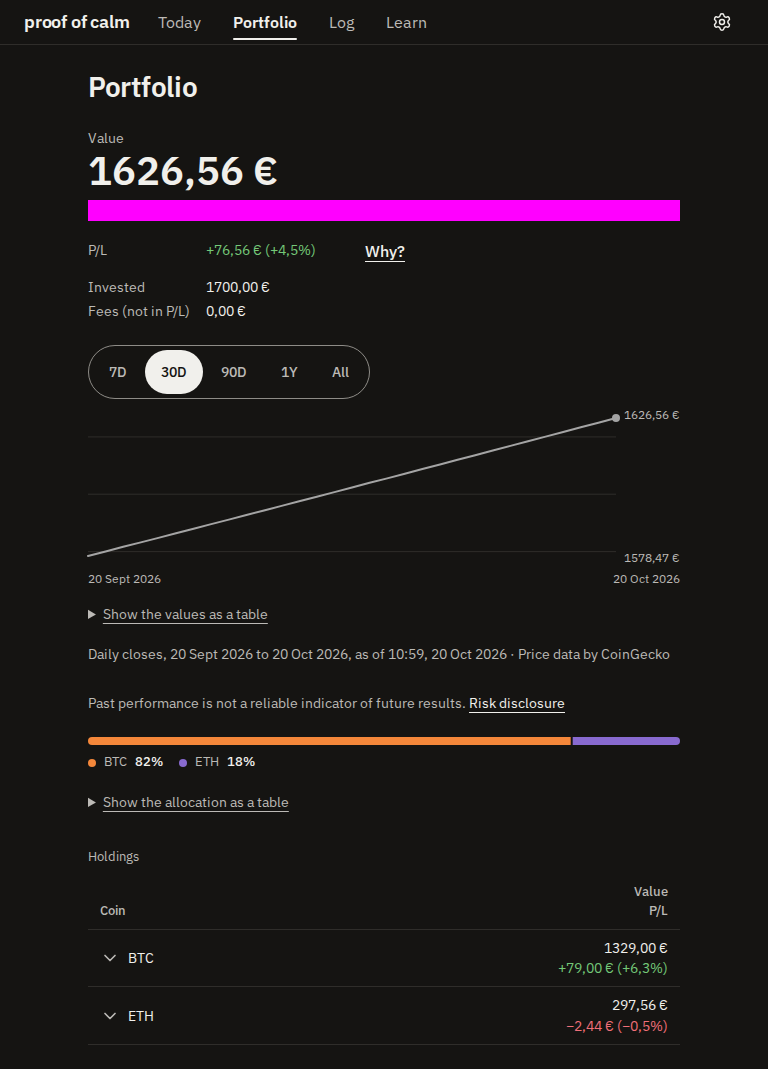 proof of calm Today Portfolio Log Learn
Portfolio
Value
1626,56 €
P/L +76,56 € (+4,5%) Why?
Invested 1700,00 €
Fees (not in P/L) 0,00 €
7D 30D 90D 1Y All
1626,56 €
1578,47 €
20 Sept 2026 20 Oct 2026
Show the values as a table
Daily closes, 20 Sept 2026 to 20 Oct 2026, as of 10:59, 20 Oct 2026 · Price data by CoinGecko
Past performance is not a reliable indicator of future results. Risk disclosure
BTC 82% ETH 18%
Show the allocation as a table
Holdings
Value
Coin P/L
BTC 1329,00 €
+79,00 € (+6,3%)
ETH 297,56 €
−2,44 € (−0,5%)